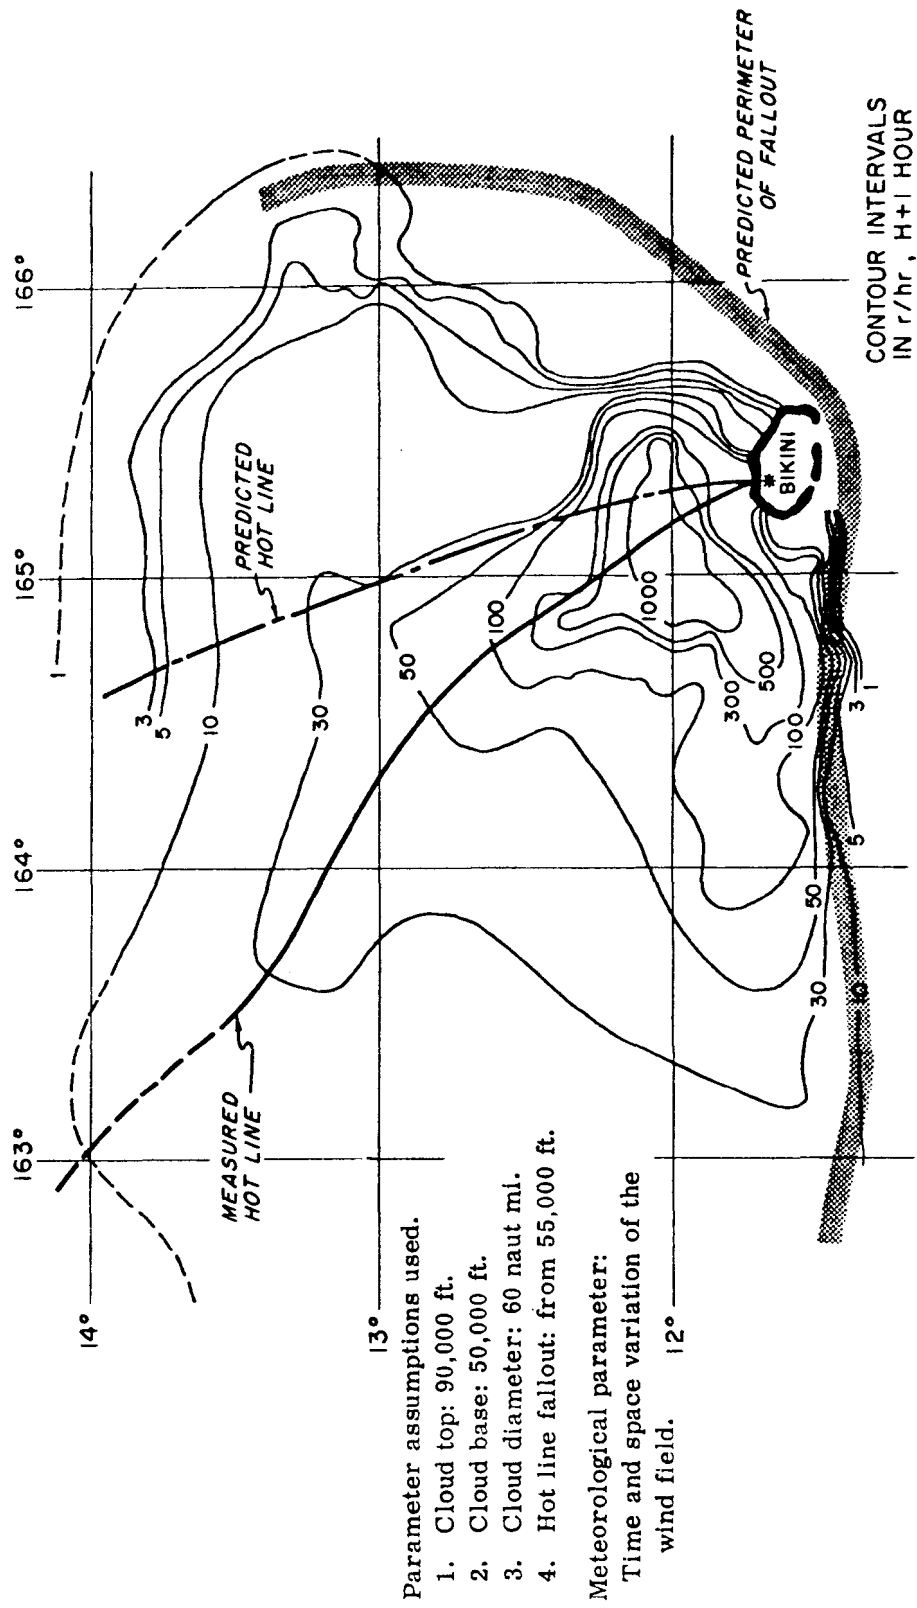 163°
164°
165°
166°
14°
13°
12°
MEASURED
HOT LINE
PREDICTED
HOT LINE
1
3
5
10
30
50
100
1000
300
500
100
50
30
10
5
3
1
BIKINI
PREDICTED PERIMETER
OF FALLOUT
CONTOUR INTERVALS
IN r/hr, H+1 HOUR
Parameter assumptions used.
1. Cloud top: 90,000 ft.
2. Cloud base: 50,000 ft.
3. Cloud diameter: 60 naut mi.
4. Hot line fallout: from 55,000 ft.
Meteorological parameter:
Time and space variation of the
wind field.